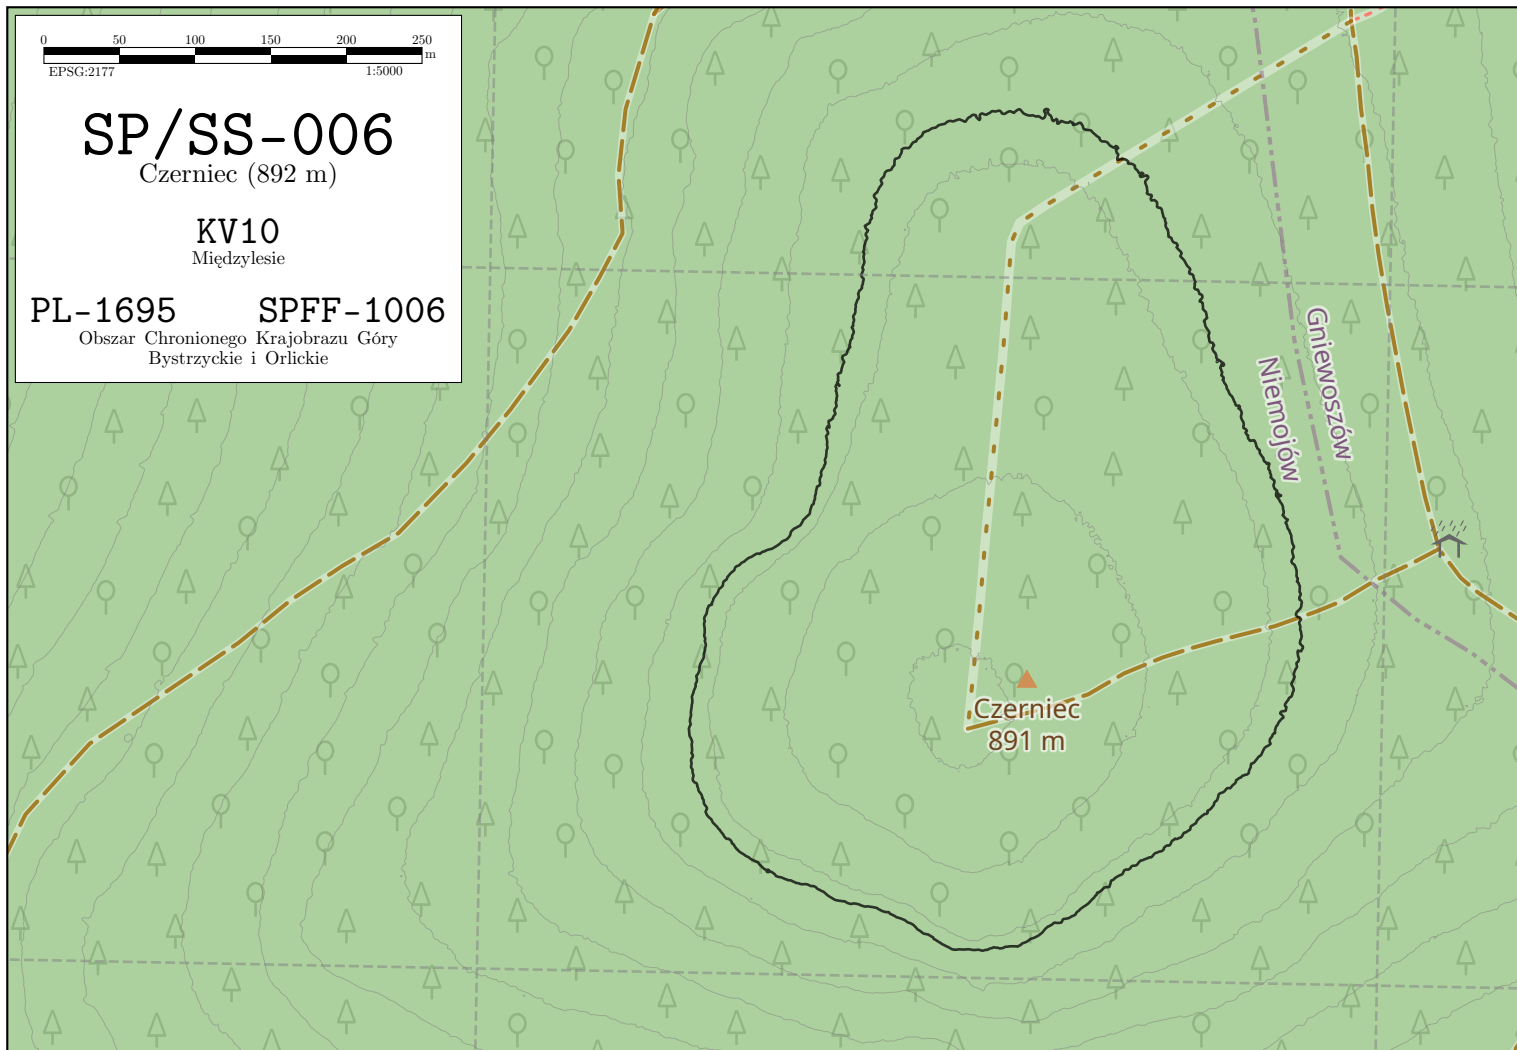 0 50 100 150 200 250
m
EPSG:2177 1:5000
SP/SS-006
Czerniec (892 m)
KV10
Międzylesie
PL-1695 SPFF-1006
Obszar Chronionego Krajobrazu Góry
Bystrzyckie i Orlickie
Gniewoszów
Niemojów
Czerniec
891 m